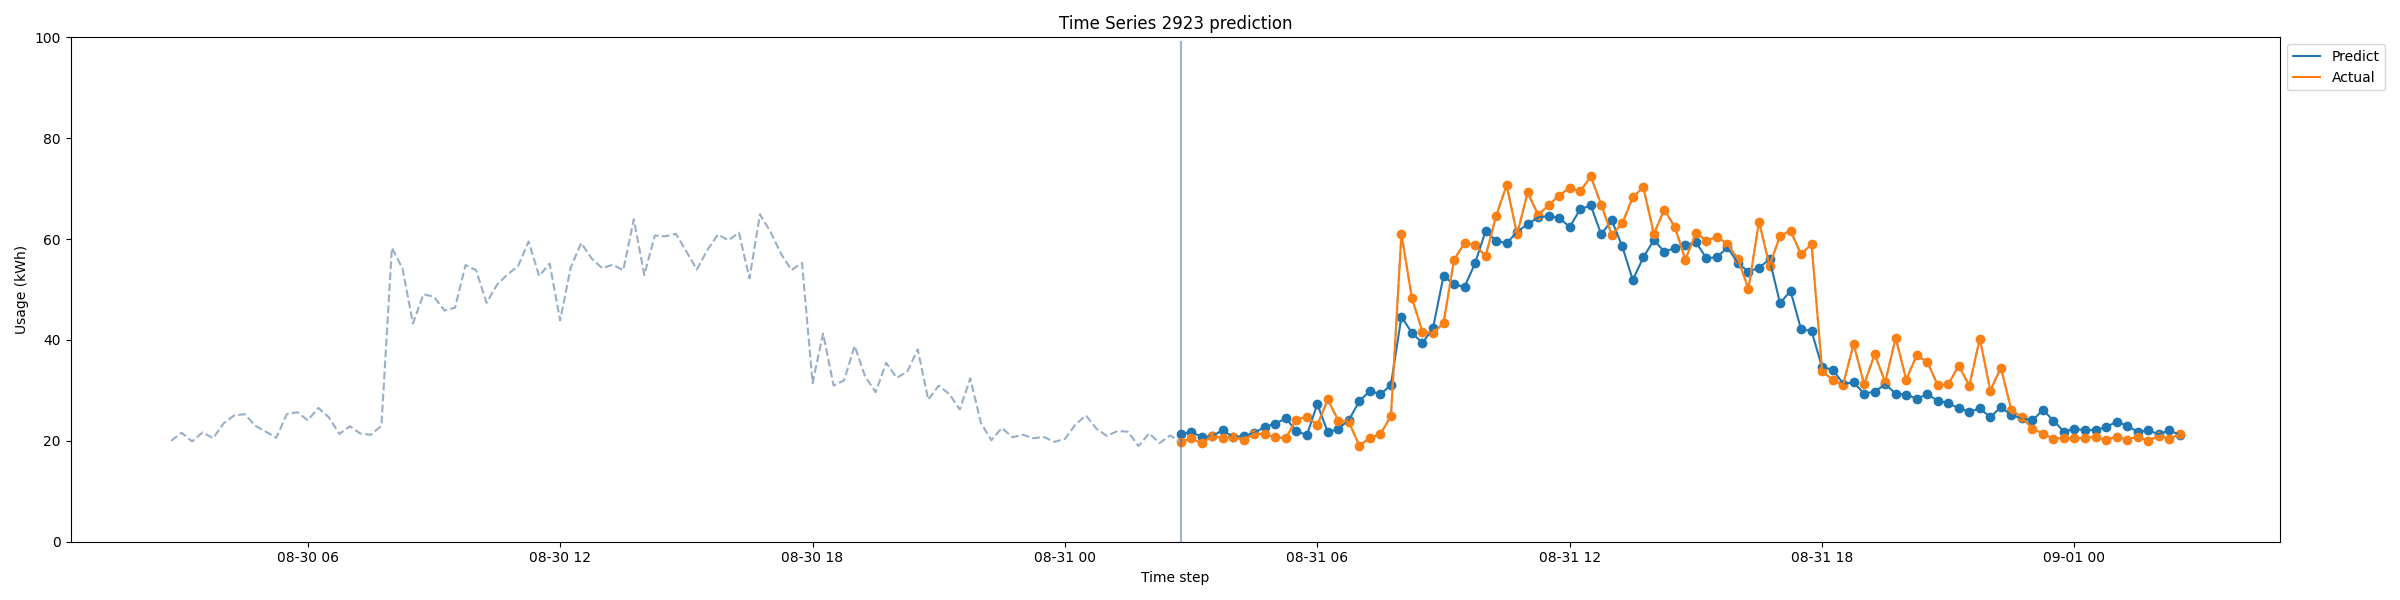 Time Series 2923 prediction
Usage (kWh)
100
80
60
40
20
0
08-30 06
08-30 12
08-30 18
08-31 00
08-31 06
08-31 12
08-31 18
09-01 00
Time step
Predict
Actual